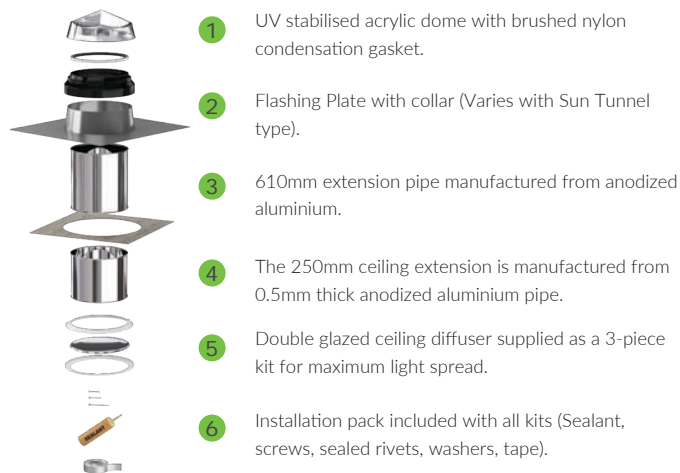 1
UV stabilised acrylic dome with brushed nylon
condensation gasket.
2
Flashing Plate with collar (Varies with Sun Tunnel
type).
3
610mm extension pipe manufactured from anodized
aluminium.
4
The 250mm ceiling extension is manufactured from
0.5mm thick anodized aluminium pipe.
5
Double glazed ceiling diffuser supplied as a 3-piece
kit for maximum light spread.
6
Installation pack included with all kits (Sealant,
screws, sealed rivets, washers, tape).
SEALANT